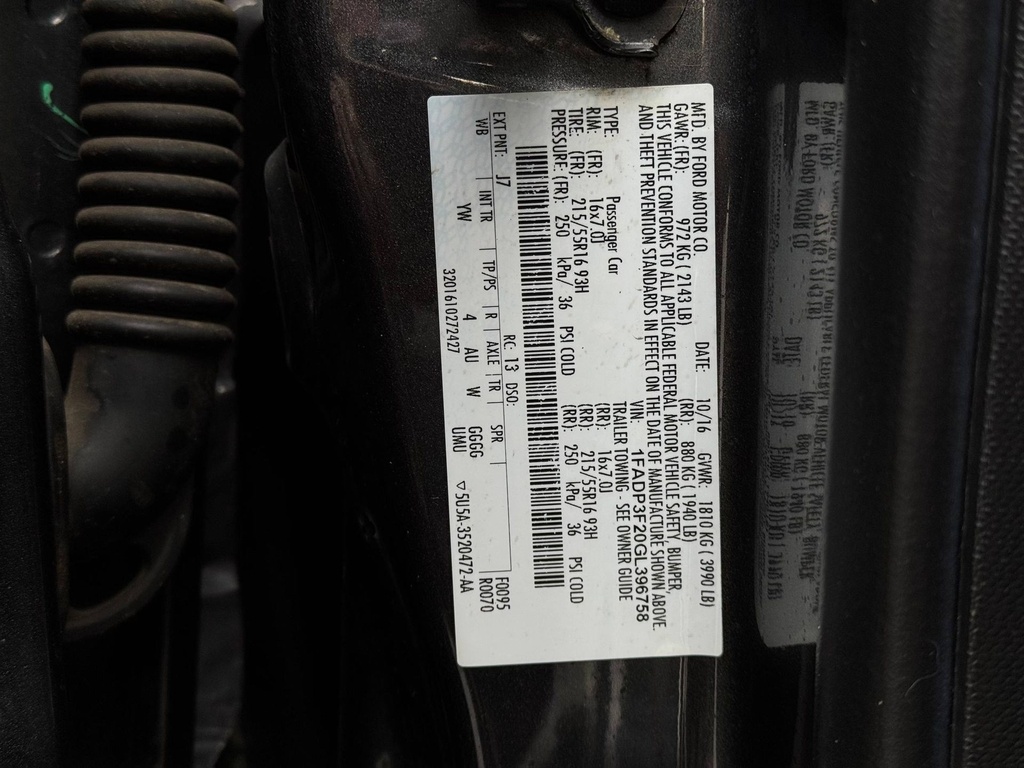 MFD. BY FORD MOTOR CO.
DATE: 10/16 GVWR: 1810 KG ( 3990 LB)
GAWR: (FR): 972 KG ( 2143 LB) (RR): 880 KG ( 1940 LB)
THIS VEHICLE CONFORMS TO ALL APPLICABLE FEDERAL MOTOR VEHICLE SAFETY, BUMPER,
AND THEFT PREVENTION STANDARDS IN EFFECT ON THE DATE OF MANUFACTURE SHOWN ABOVE.
VIN: 1FADP3F20GL396758
TYPE: Passenger Car TRAILER TOWING - SEE OWNER GUIDE
RIM: (FR): 16x7.0J (RR): 16x7.0J
TIRE: (FR): 215/55R16 93H (RR): 215/55R16 93H
PRESSURE: (FR): 250 kPa/ 36 PSI COLD (RR): 250 kPa/ 36 PSI COLD
EXT PNT: J7 RC: 13 DSO: F0095
WB INT TR TP/PS R AXLE TR SPR R0070
YW 4 AU W GGGG
UMU
3201610272427 ▽5U5A-3520472-AA